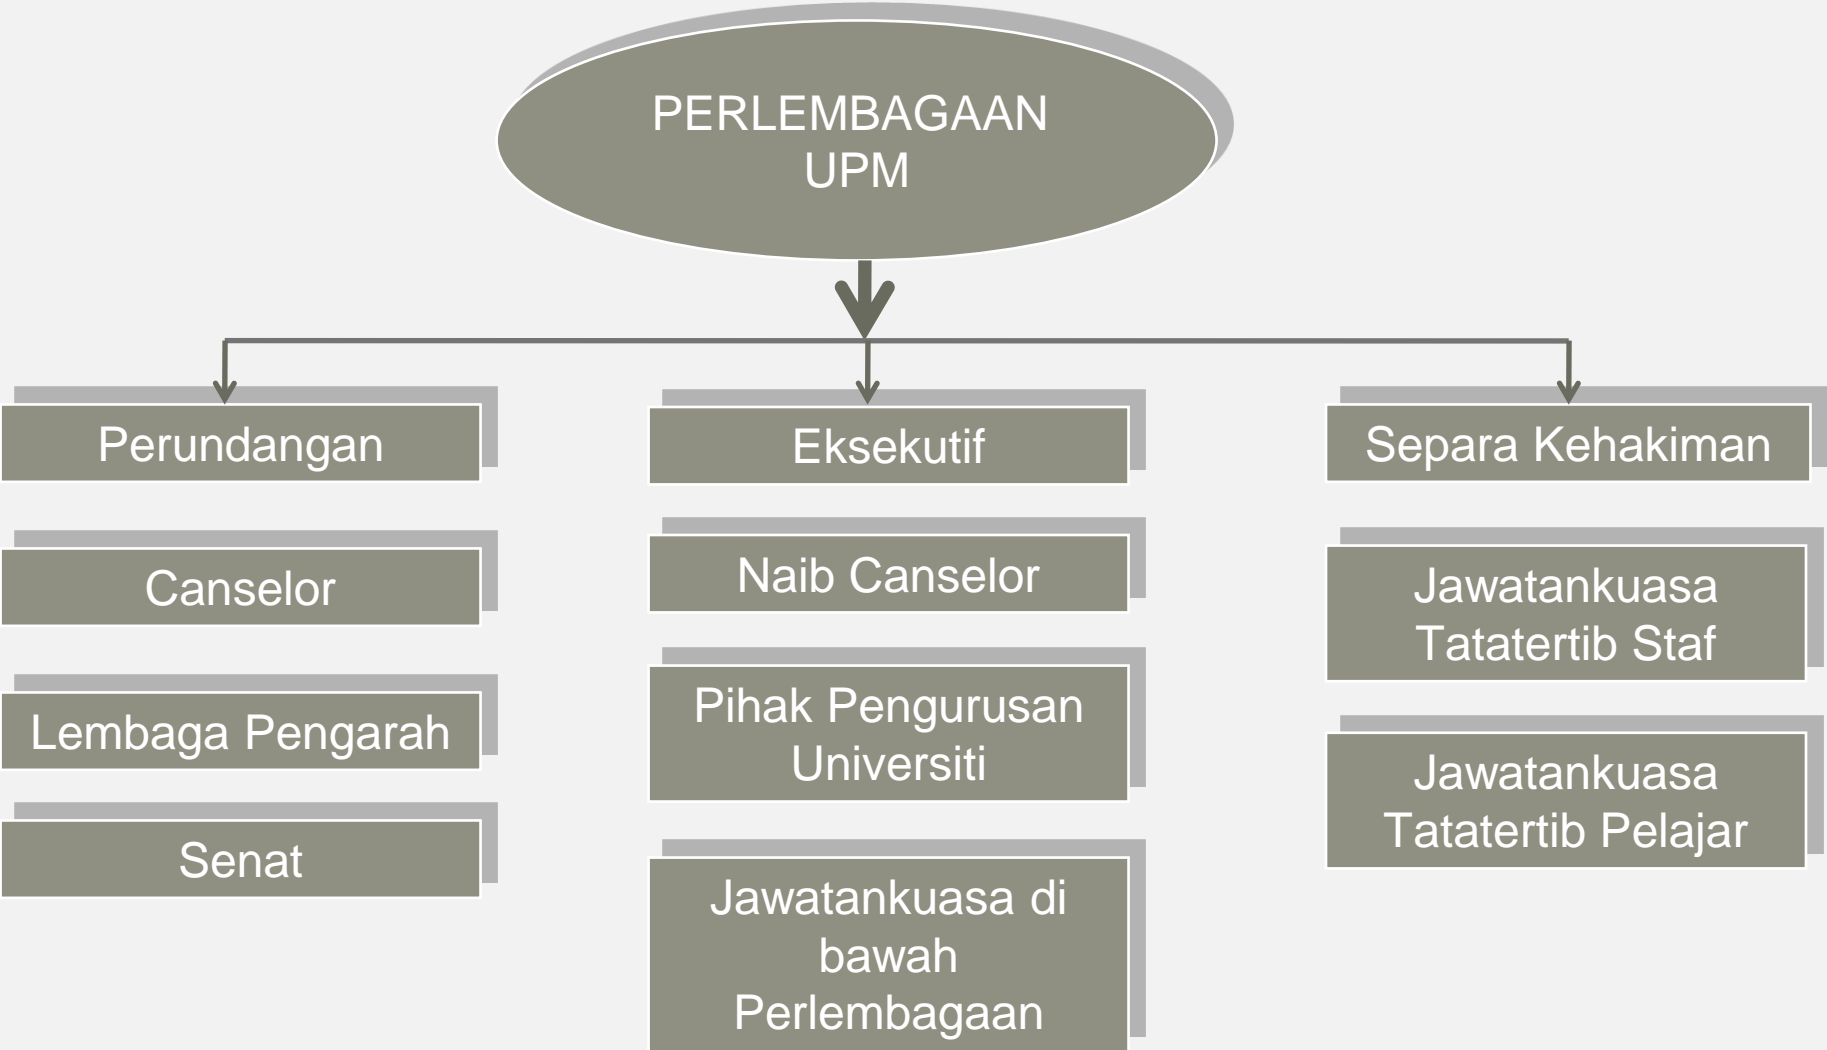 PERLEMBAGAAN
UPM
Perundangan
Canselor
Lembaga Pengarah
Senat
Eksekutif
Naib Canselor
Pihak Pengurusan
Universiti
Jawatankuasa di
bawah
Perlembagaan
Separa Kehakiman
Jawatankuasa
Tatatertib Staf
Jawatankuasa
Tatatertib Pelajar